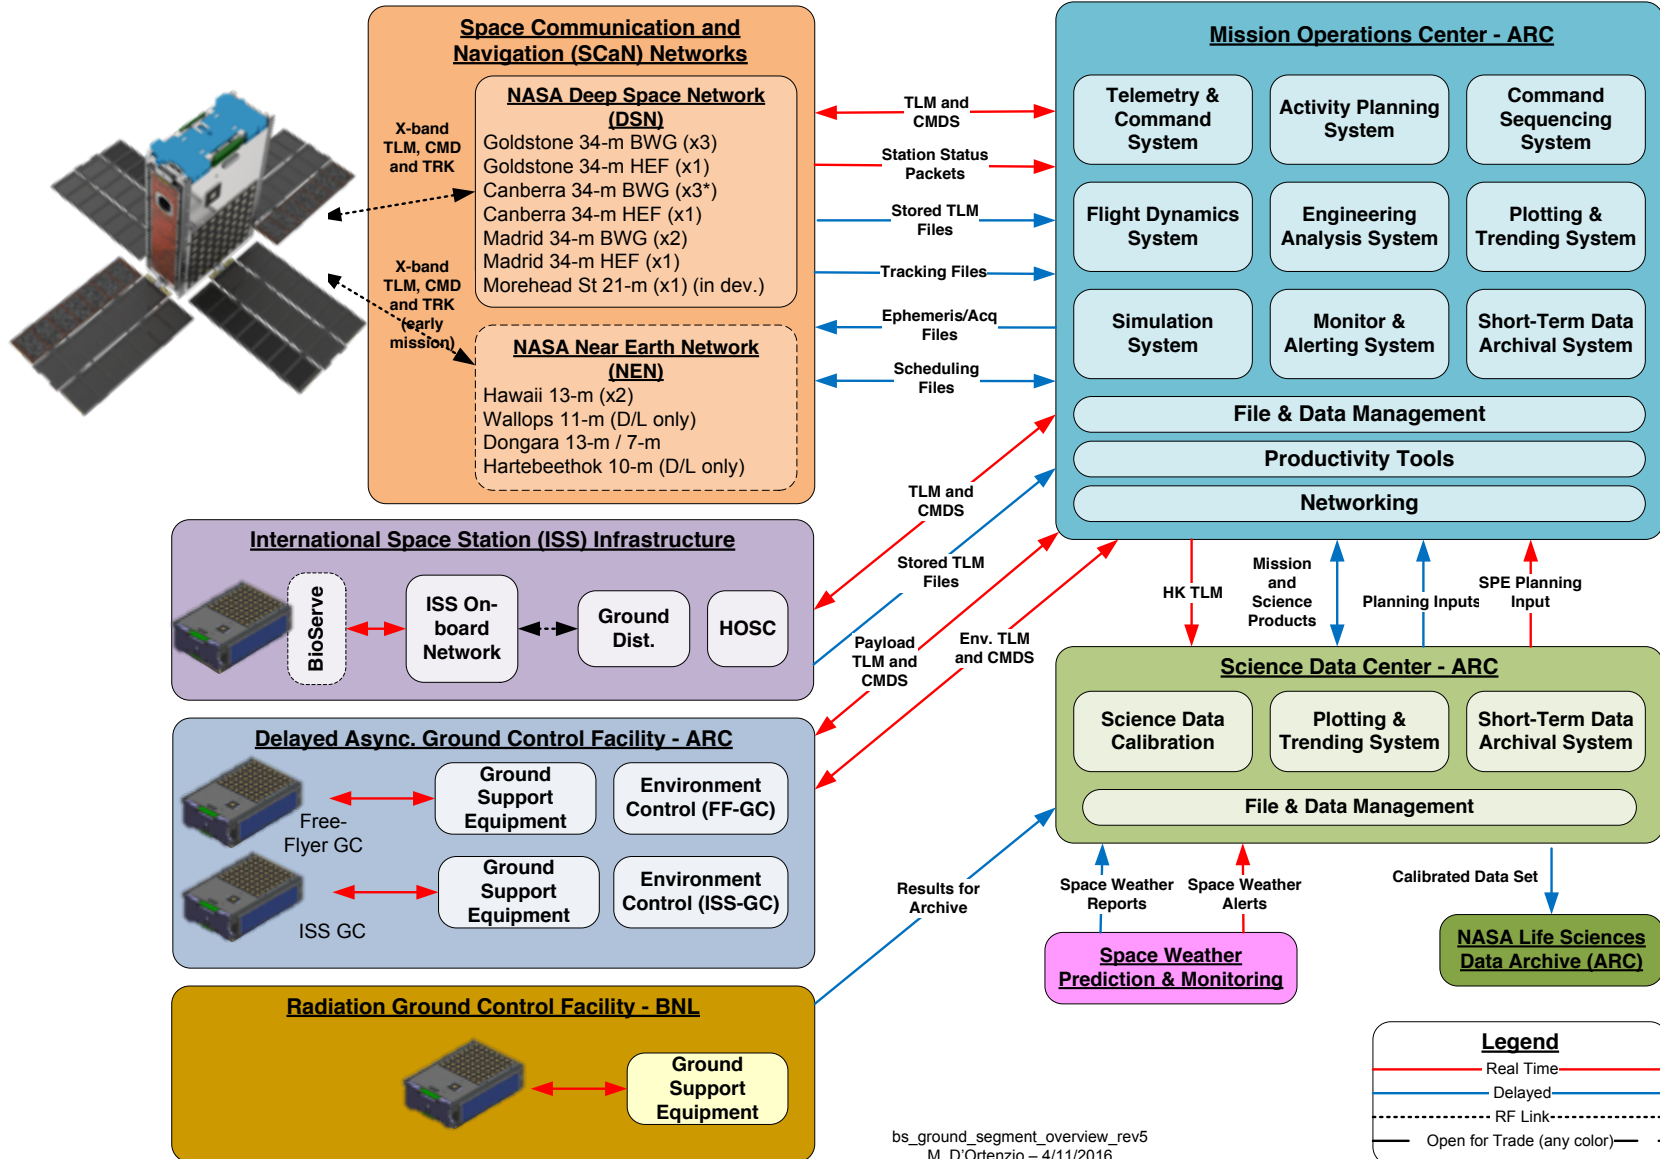 Space Communication and
Navigation (SCaN) Networks
NASA Deep Space Network
(DSN)
Goldstone 34-m BWG (x3)
Goldstone 34-m HEF (x1)
Canberra 34-m BWG (x3*)
Canberra 34-m HEF (x1)
Madrid 34-m BWG (x2)
Madrid 34-m HEF (x1)
Morehead St 21-m (x1) (in dev.)
X-band
TLM, CMD
and TRK
X-band
TLM, CMD
and TRK
(early
mission)
NASA Near Earth Network
(NEN)
Hawaii 13-m (x2)
Wallops 11-m (D/L only)
Dongara 13-m / 7-m
Hartebeethok 10-m (D/L only)
TLM and
CMDS
Station Status
Packets
Stored TLM
Files
Tracking Files
Ephemeris/Acq
Files
Scheduling
Files
Mission Operations Center - ARC
Telemetry &
Command
System
Activity Planning
System
Command
Sequencing
System
Flight Dynamics
System
Engineering
Analysis System
Plotting &
Trending System
Simulation
System
Monitor &
Alerting System
Short-Term Data
Archival System
File & Data Management
Productivity Tools
Networking
International Space Station (ISS) Infrastructure
BioServe
ISS On-
board
Network
Ground
Dist.
HOSC
TLM and
CMDS
Stored TLM
Files
Payload
TLM and
CMDS
Env. TLM
and CMDS
HK TLM
Mission
and
Science
Products
Planning Inputs
SPE Planning
Input
Delayed Async. Ground Control Facility - ARC
Free-
Flyer GC
Ground
Support
Equipment
Environment
Control (FF-GC)
ISS GC
Ground
Support
Equipment
Environment
Control (ISS-GC)
Science Data Center - ARC
Science Data
Calibration
Plotting &
Trending System
Short-Term Data
Archival System
File & Data Management
Results for
Archive
Space Weather
Reports
Space Weather
Alerts
Calibrated Data Set
Space Weather
Prediction & Monitoring
NASA Life Sciences
Data Archive (ARC)
Radiation Ground Control Facility - BNL
Ground
Support
Equipment
Legend
Real Time
Delayed
RF Link
Open for Trade (any color)
bs_ground_segment_overview_rev5
M. D'Ortenzio – 4/11/2016